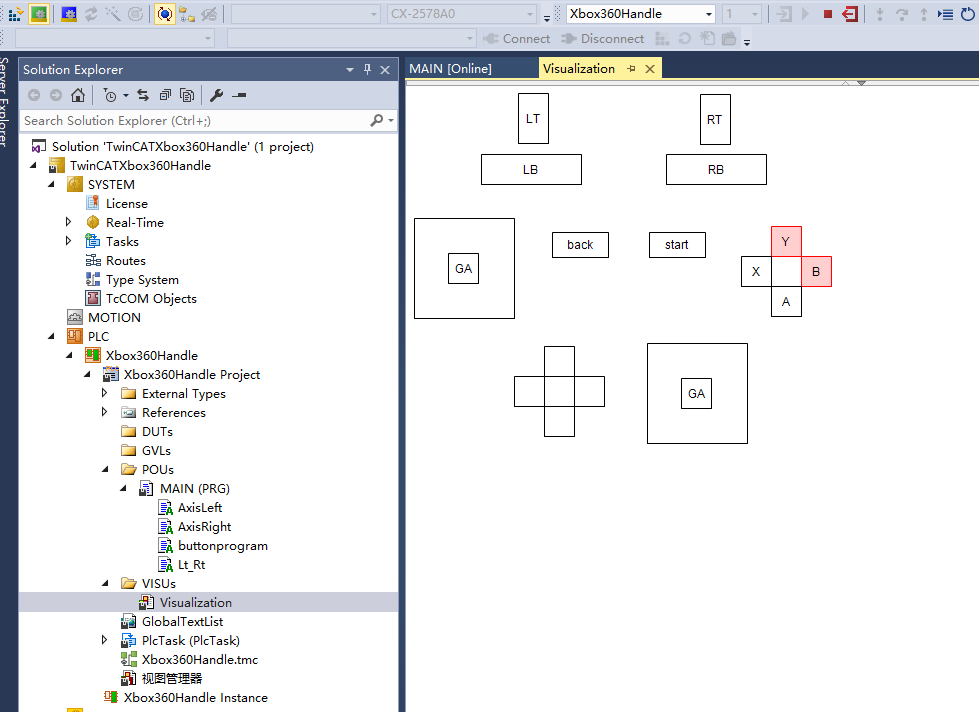 CX-2578A0
Xbox360Handle
1
Connect
Disconnect
Server Explorer
Solution Explorer
Search Solution Explorer (Ctrl+;)
Solution 'TwinCATXbox360Handle' (1 project)
TwinCATXbox360Handle
SYSTEM
License
Real-Time
Tasks
Routes
Type System
TcCOM Objects
MOTION
PLC
Xbox360Handle
Xbox360Handle Project
External Types
References
DUTs
GVLs
POUs
MAIN (PRG)
AxisLeft
AxisRight
buttonprogram
Lt_Rt
VISUs
Visualization
GlobalTextList
PlcTask (PlcTask)
Xbox360Handle.tmc
视图管理器
Xbox360Handle Instance
MAIN [Online]
Visualization
LT
RT
LB
RB
GA
back
start
Y
X
B
A
GA